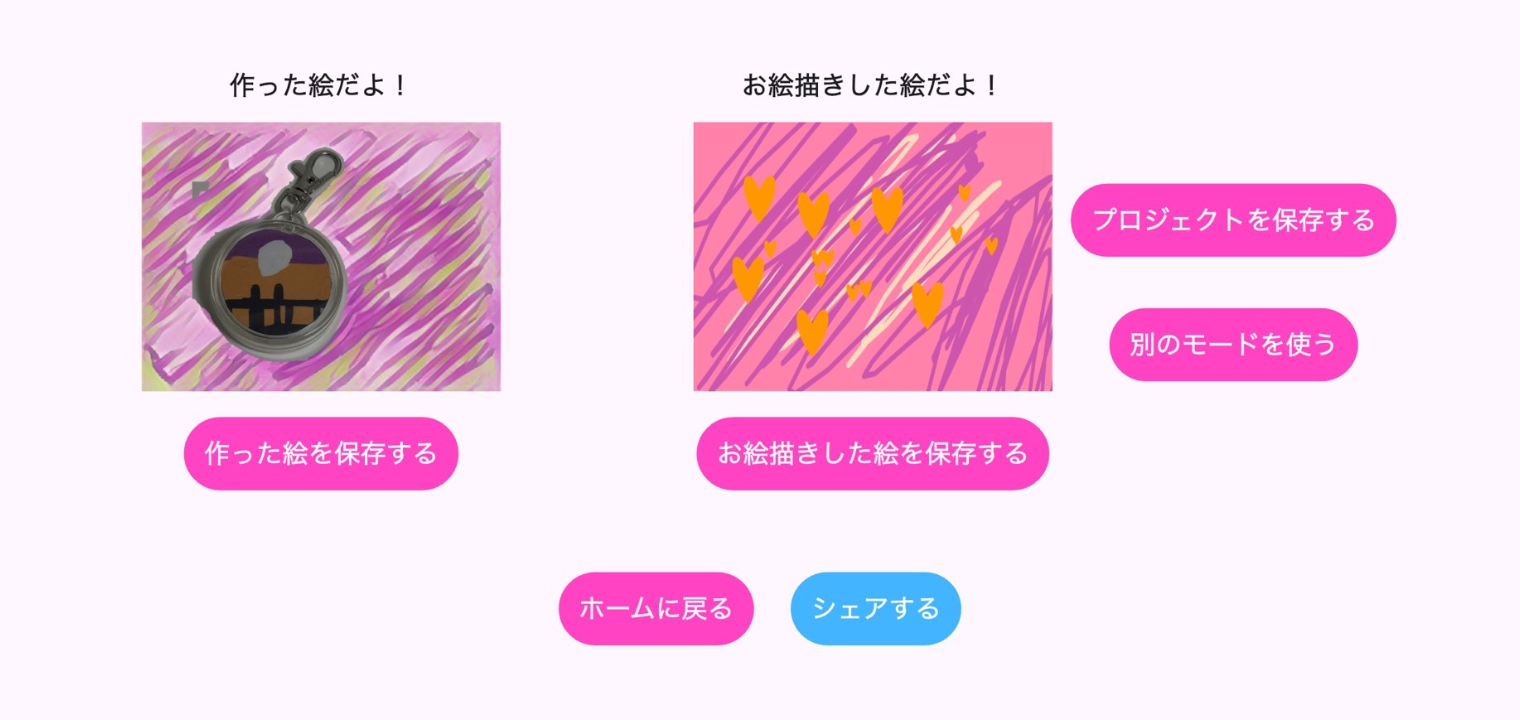 作った絵だよ！
お絵描きした絵だよ！
プロジェクトを保存する
別のモードを使う
作った絵を保存する
お絵描きした絵を保存する
ホームに戻る
シェアする